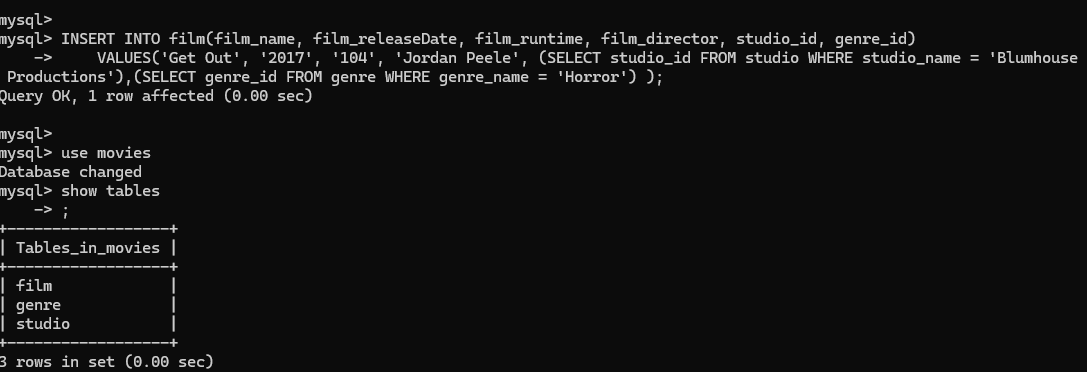 mysql>
mysql> INSERT INTO film(film_name, film_releaseDate, film_runtime, film_director, studio_id, genre_id)
    ->     VALUES('Get Out', '2017', '104', 'Jordan Peele', (SELECT studio_id FROM studio WHERE studio_name = 'Blumhouse
 Productions'),(SELECT genre_id FROM genre WHERE genre_name = 'Horror') );
Query OK, 1 row affected (0.00 sec)

mysql>
mysql> use movies
Database changed
mysql> show tables
    -> ;
+------------------+
| Tables_in_movies |
+------------------+
| film             |
| genre            |
| studio           |
+------------------+
3 rows in set (0.00 sec)